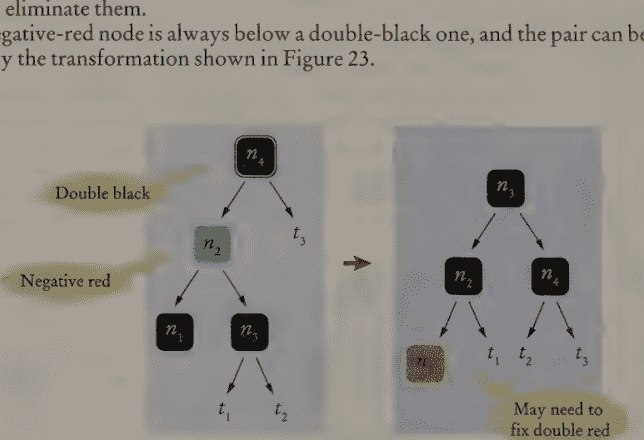 eliminate them.
gative-red node is always below a double-black one, and the pair can be
y the transformation shown in Figure 23.
n4
n3
Double black
n2
t3
n2
n4
Negative red
n1
n3
t1
t2
t3
n
t1
t2
May need to
fix double red